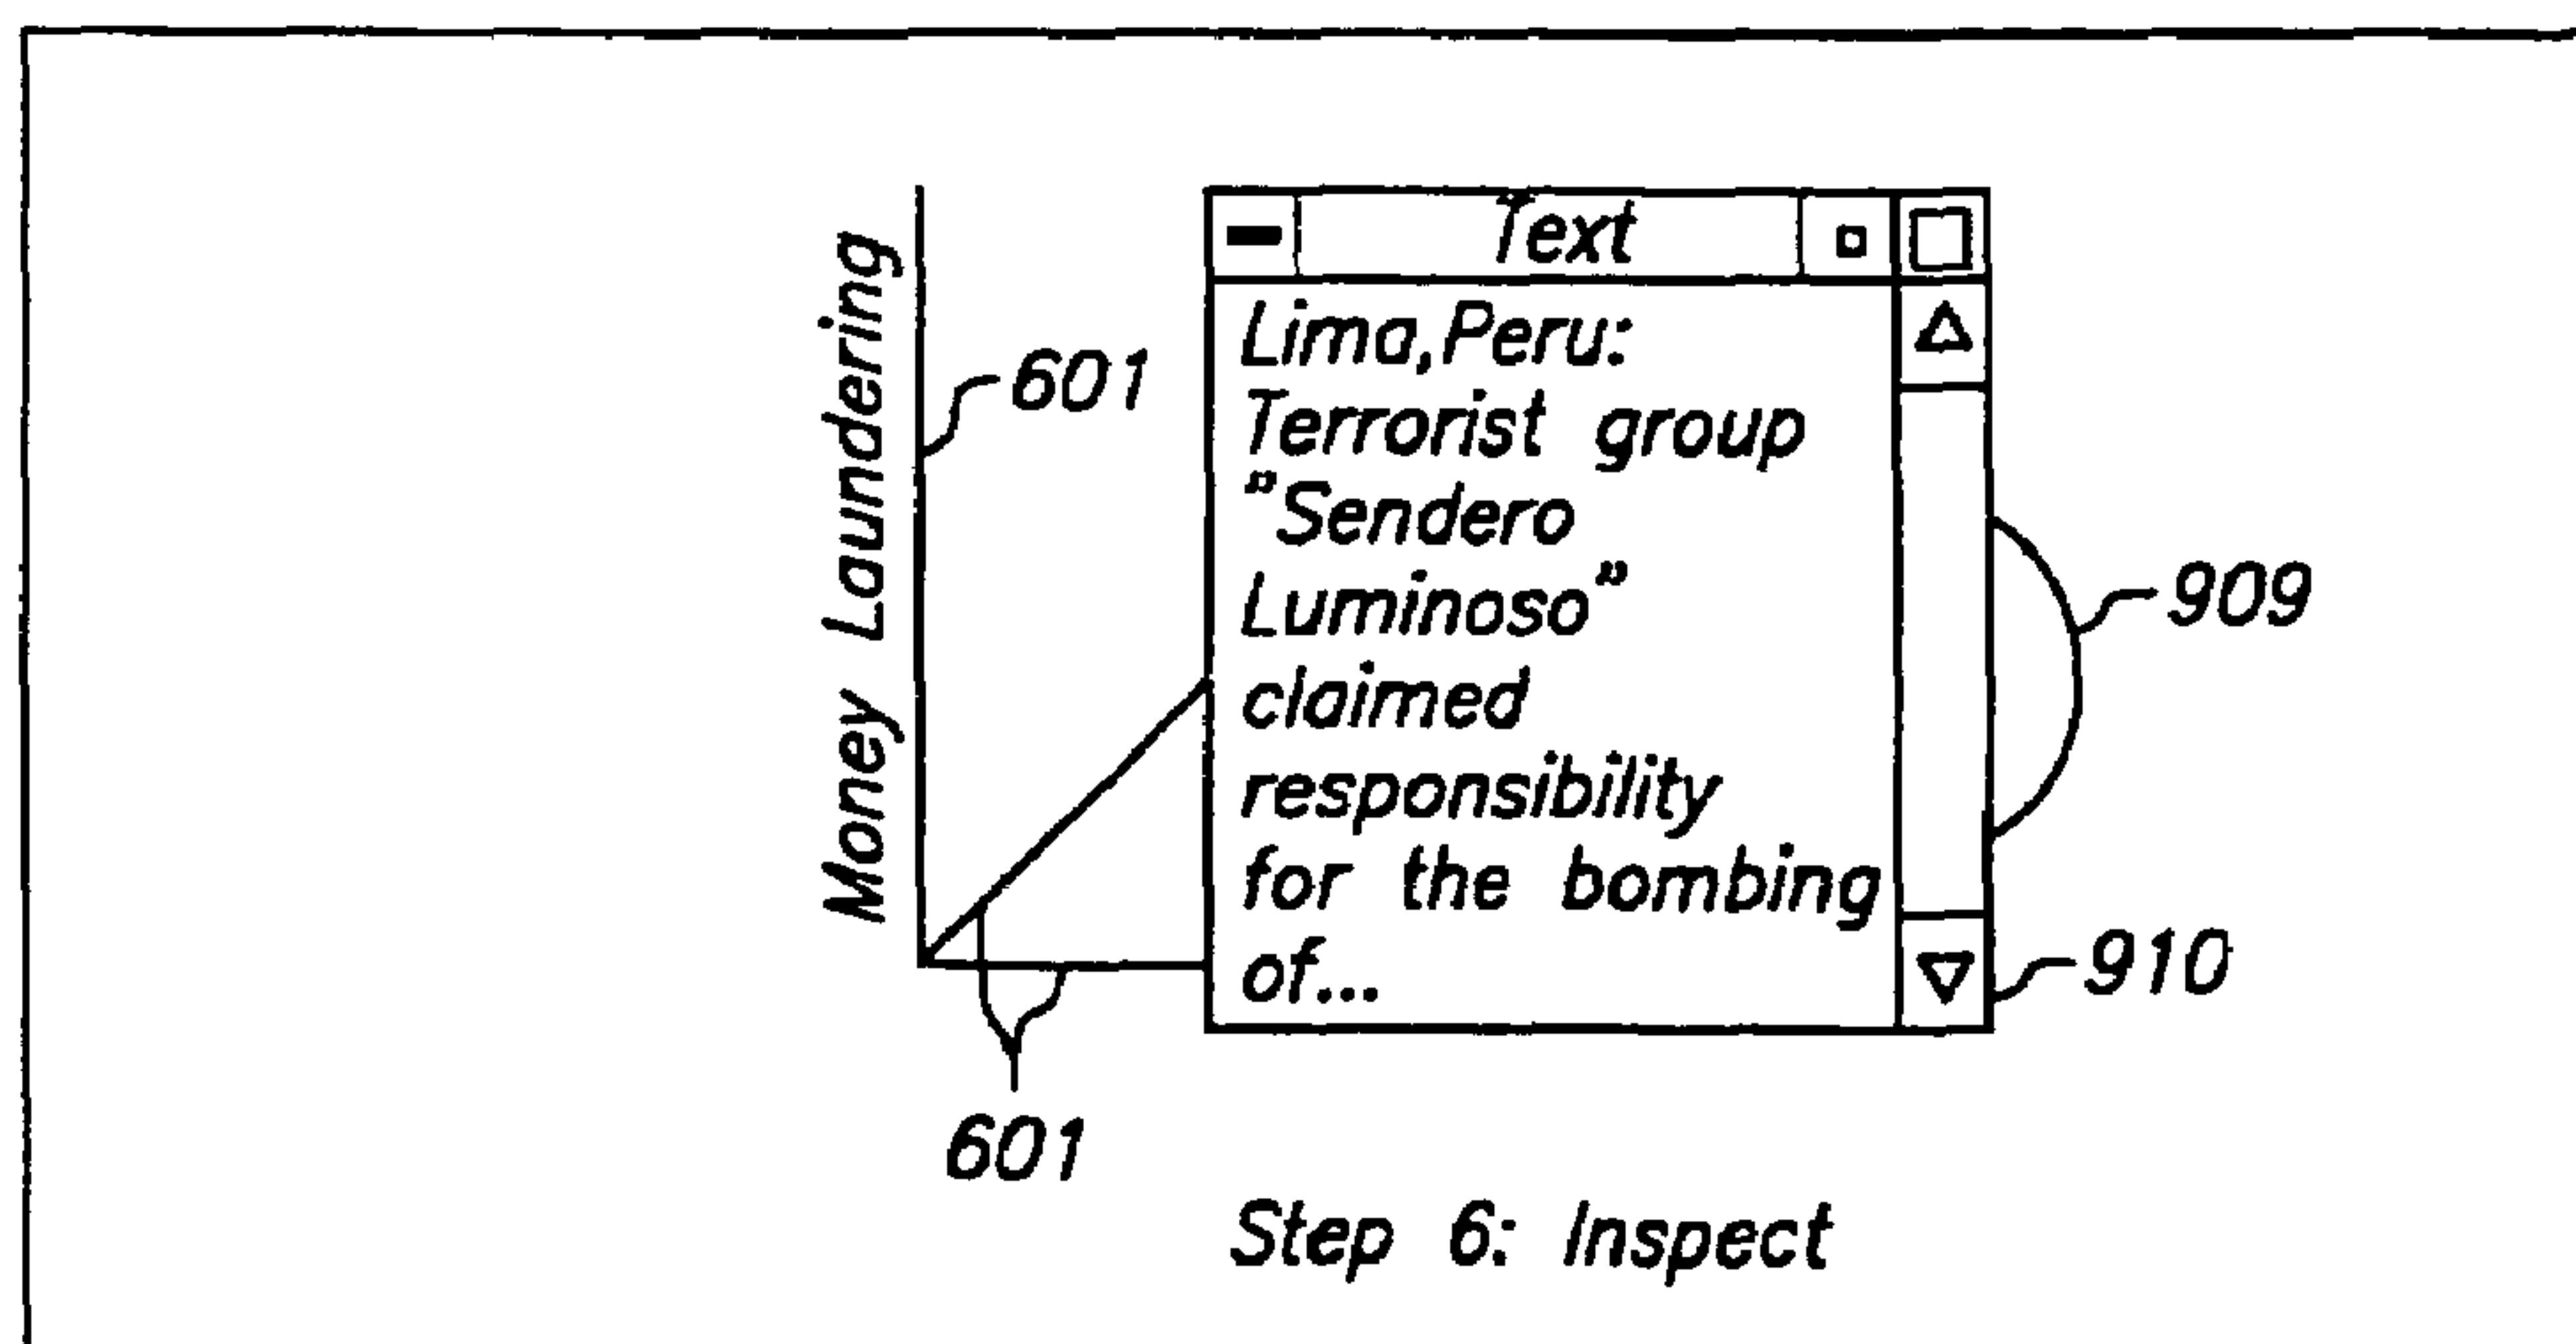 Money Laundering
601
Text
Lima,Peru:
Terrorist group
"Sendero
Luminoso"
claimed
responsibility
for the bombing
of...
909
910
601
Step 6: Inspect